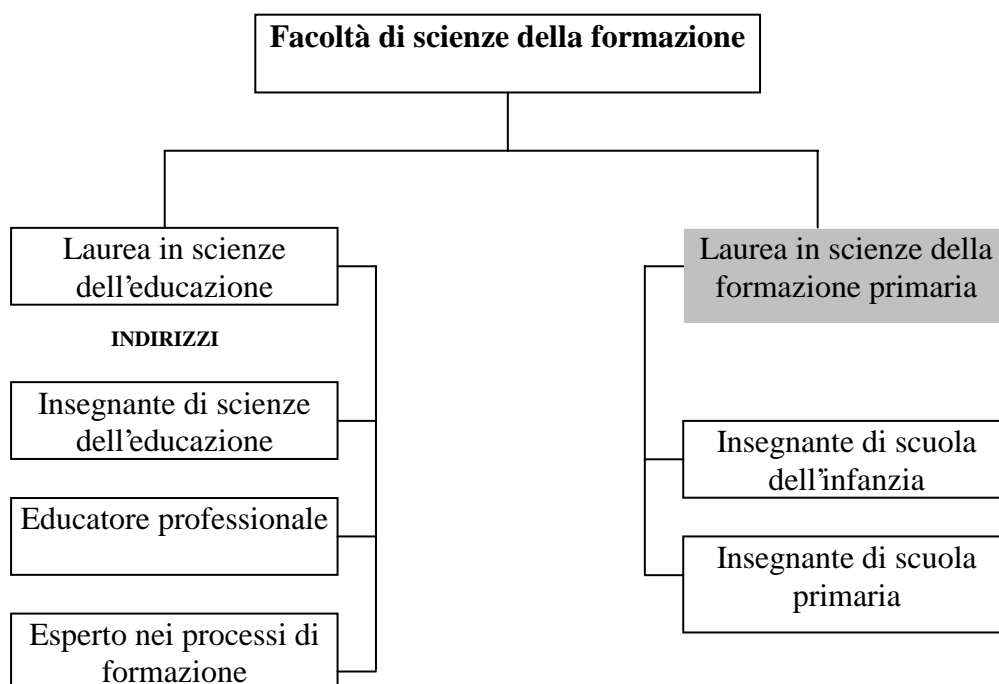 Facoltà di scienze della formazione
Laurea in scienze
dell'educazione
INDIRIZZI
Insegnante di scienze
dell'educazione
Educatore professionale
Esperto nei processi di
formazione
Laurea in scienze della
formazione primaria
Insegnante di scuola
dell'infanzia
Insegnante di scuola
primaria